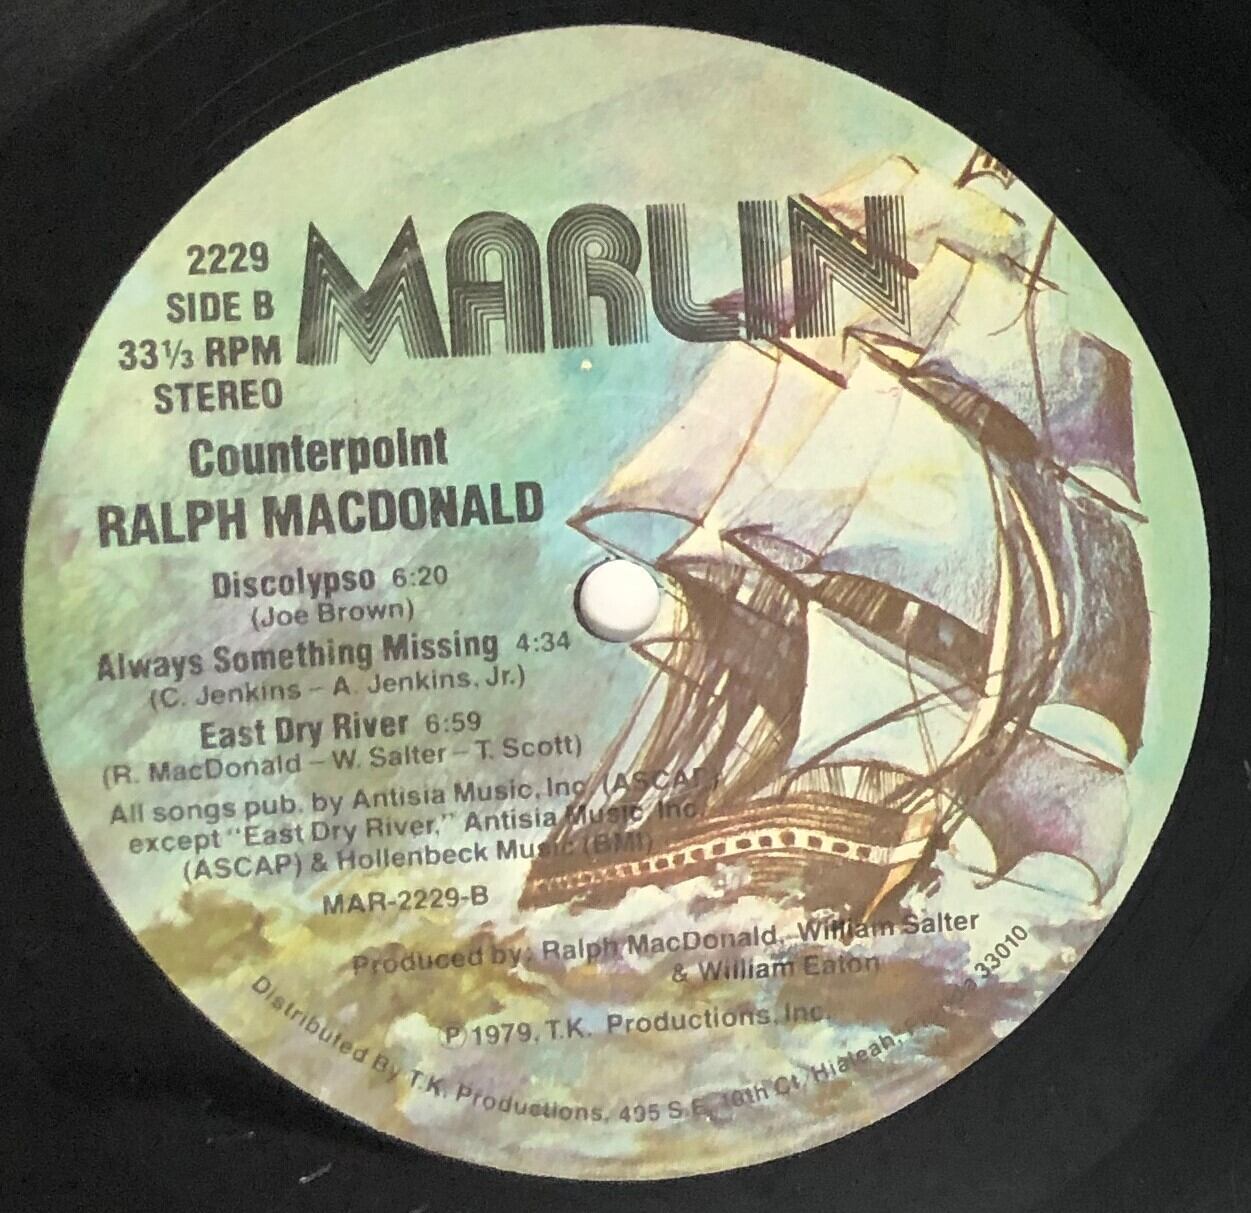 MARLIN
2229
SIDE B
33⅓ RPM
STEREO
Counterpoint
RALPH MACDONALD
Discolypso 6:20
(Joe Brown)
Always Something Missing 4:34
(C. Jenkins – A. Jenkins, Jr.)
East Dry River 6:59
(R. MacDonald – W. Salter – T. Scott)
All songs pub. by Antisia Music, Inc. (ASCAP)
except "East Dry River," Antisia Music, Inc.
(ASCAP) & Hollenbeck Music (BMI)
MAR-2229-B
Produced by: Ralph MacDonald, William Salter
& William Eaton
Ⓟ1979, T.K. Productions, Inc.
Distributed By T.K. Productions, 495 S.E. 10th Ct, Hialeah, 33010